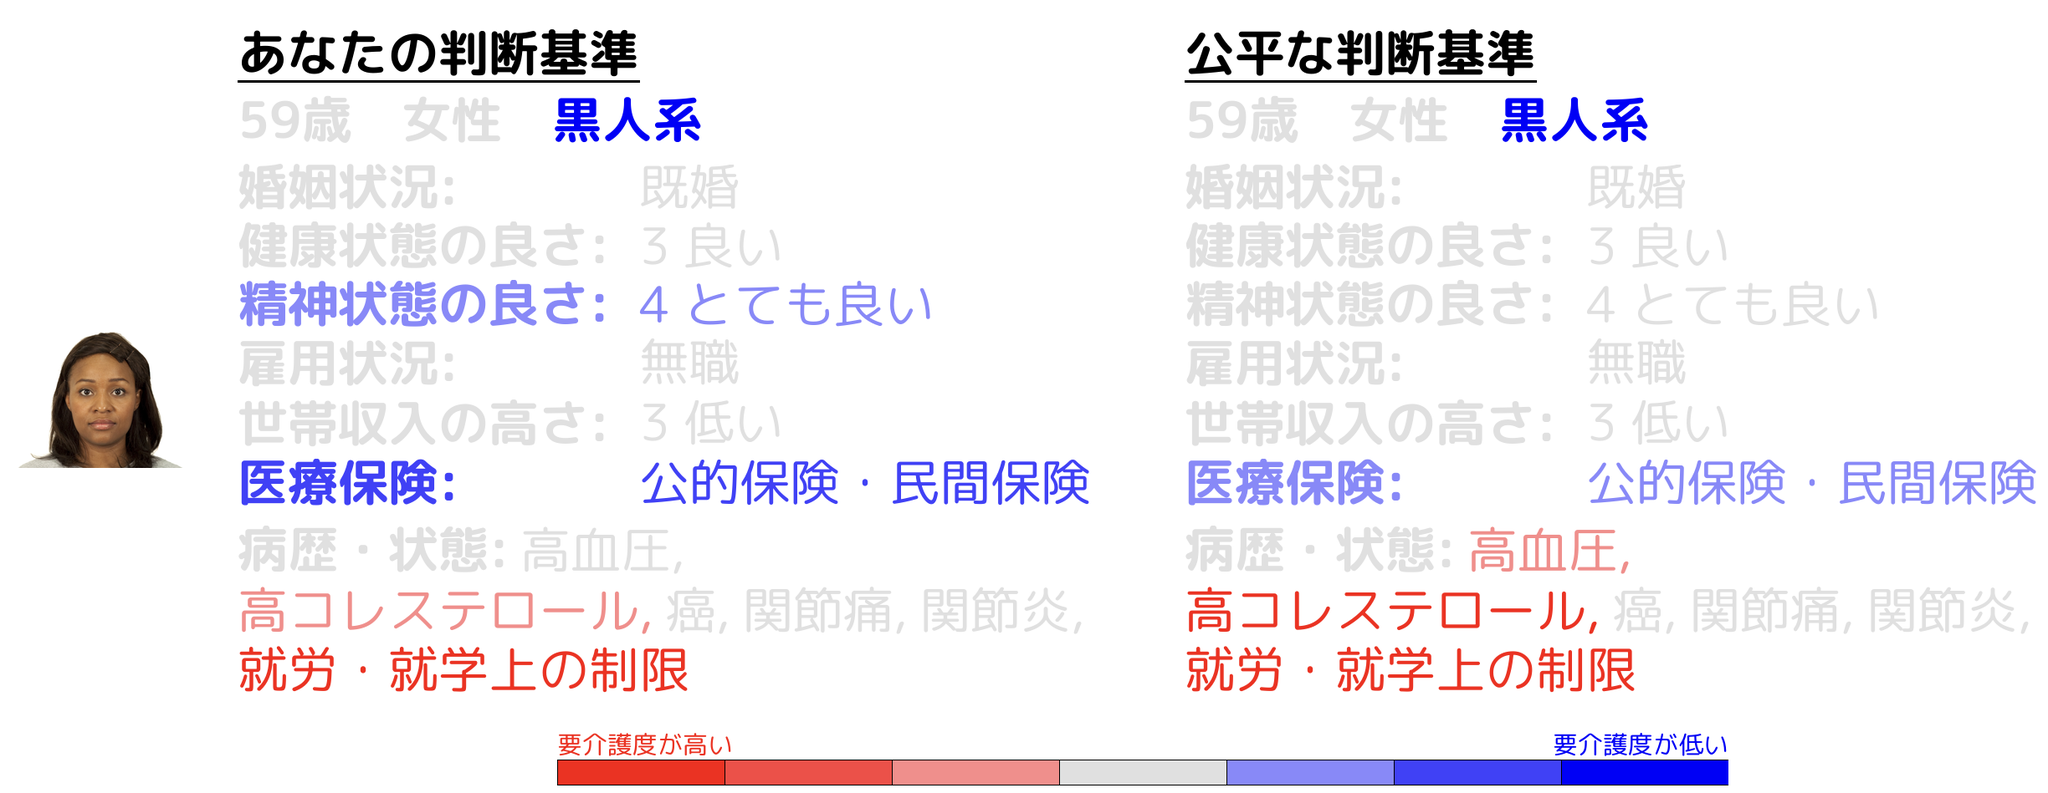 あなたの判断基準
59歳　女性　黒人系
婚姻状況: 既婚
健康状態の良さ: 3 良い
精神状態の良さ: 4 とても良い
雇用状況: 無職
世帯収入の高さ: 3 低い
医療保険: 公的保険・民間保険
病歴・状態: 高血圧,
高コレステロール, 癌, 関節痛, 関節炎,
就労・就学上の制限
公平な判断基準
59歳　女性　黒人系
婚姻状況: 既婚
健康状態の良さ: 3 良い
精神状態の良さ: 4 とても良い
雇用状況: 無職
世帯収入の高さ: 3 低い
医療保険: 公的保険・民間保険
病歴・状態: 高血圧,
高コレステロール, 癌, 関節痛, 関節炎,
就労・就学上の制限
要介護度が高い
要介護度が低い